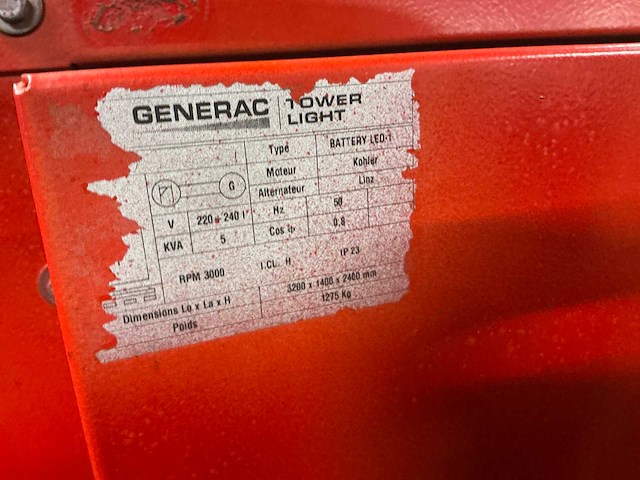 GENERAC TOWER
LIGHT
Type BATTERY LED-1
Moteur Kohler
G Alternateur Linz
V 220 - 240 Hz 50
KVA 5 Cos φ 0,8
RPM 3000 I.CL. H IP 23
Dimensions Lo x La x H 3200 x 1400 x 2400 mm
Poids 1275 Kg